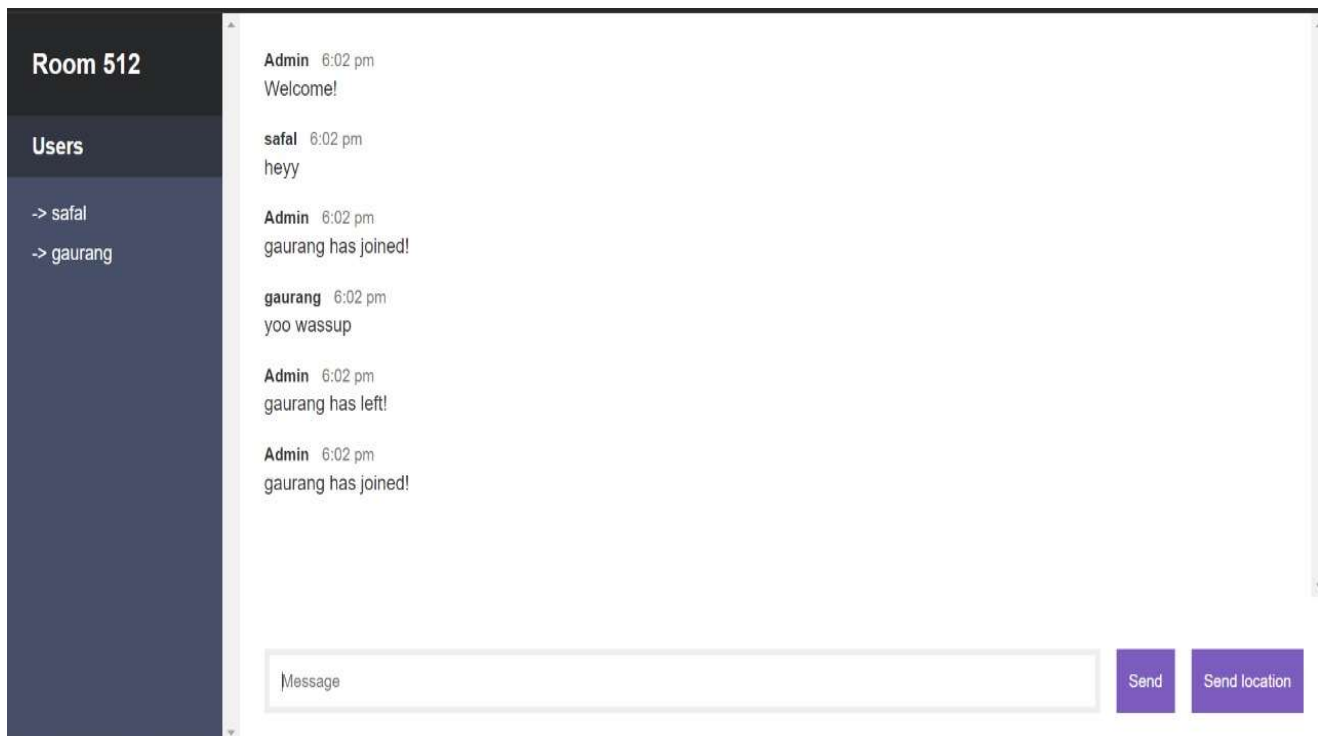 Room 512
Users
-> safal
-> gaurang
Admin 6:02 pm
Welcome!
safal 6:02 pm
heyy
Admin 6:02 pm
gaurang has joined!
gaurang 6:02 pm
yoo wassup
Admin 6:02 pm
gaurang has left!
Admin 6:02 pm
gaurang has joined!
Message
Send
Send location